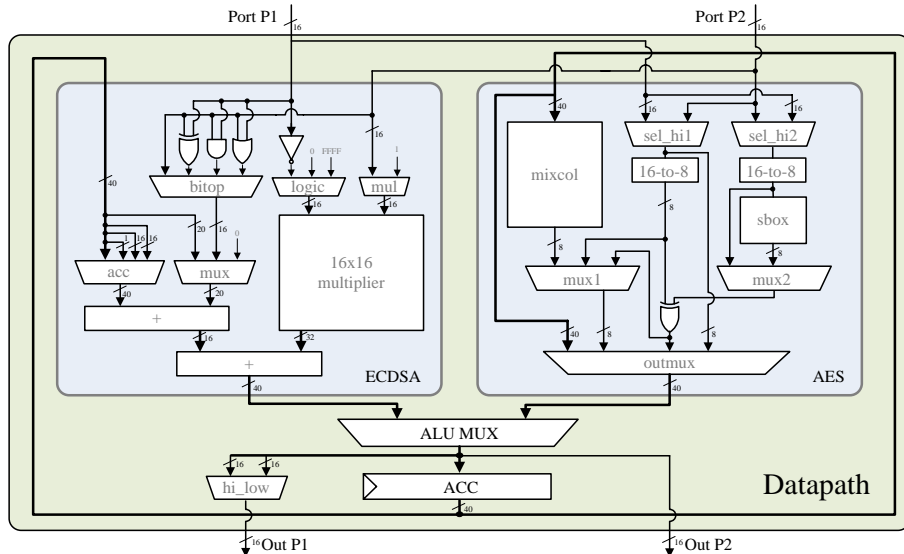 Port P1
16
Port P2
16
40
16
16
40
16
0
FFFF
1
sel_hi1
sel_hi2
mixcol
16-to-8
16-to-8
bitop
logic
mul
16
16
8
sbox
20
16
0
1
16
16
16x16
multiplier
8
8
acc
mux
mux1
mux2
40
20
+
16
32
40
8
8
+
outmux
ECDSA
AES
40
40
ALU MUX
16
16
16
hi_low
ACC
Datapath
40
16
Out P1
16
Out P2